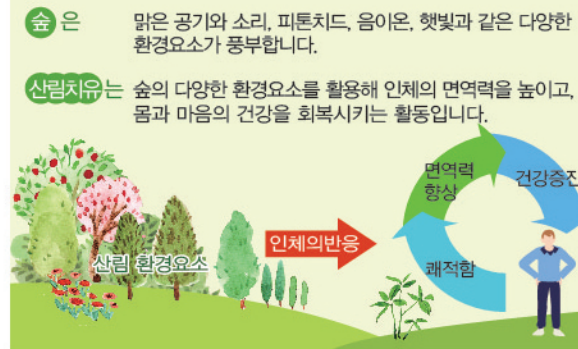 숲은 맑은 공기와 소리, 피톤치드, 음이온, 햇빛과 같은 다양한
환경요소가 풍부합니다.
산림치유는 숲의 다양한 환경요소를 활용해 인체의 면역력을 높이고,
몸과 마음의 건강을 회복시키는 활동입니다.
산림 환경요소
인체의반응
면역력
향상
건강증진
쾌적함